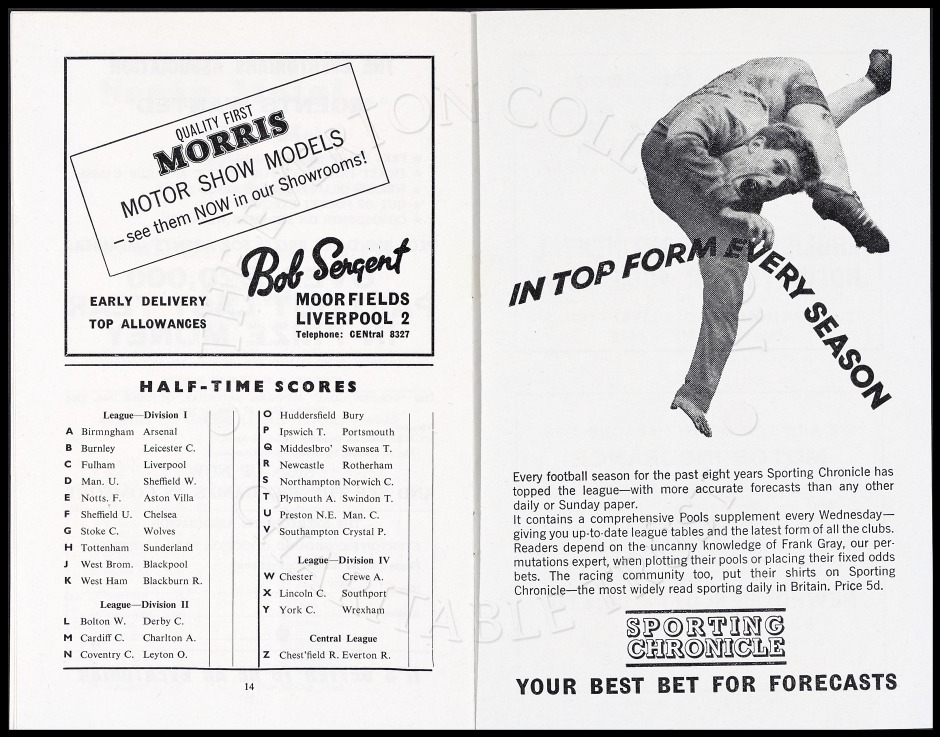 QUALITY FIRST
MORRIS
MOTOR SHOW MODELS
– see them NOW in our Showrooms!
Bob Sergent
EARLY DELIVERY
TOP ALLOWANCES
MOORFIELDS
LIVERPOOL 2
Telephone: CENtral 8327
HALF-TIME SCORES
League—Division I
A Birmngham Arsenal
B Burnley Leicester C.
C Fulham Liverpool
D Man. U. Sheffield W.
E Notts. F. Aston Villa
F Sheffield U. Chelsea
G Stoke C. Wolves
H Tottenham Sunderland
J West Brom. Blackpool
K West Ham Blackburn R.
League—Division II
L Bolton W. Derby C.
M Cardiff C. Charlton A.
N Coventry C. Leyton O.
O Huddersfield Bury
P Ipswich T. Portsmouth
Q Middeslbro' Swansea T.
R Newcastle Rotherham
S Northampton Norwich C.
T Plymouth A. Swindon T.
U Preston N.E. Man. C.
V Southampton Crystal P.
League—Division IV
W Chester Crewe A.
X Lincoln C. Southport
Y York C. Wrexham
Central League
Z Chest'field R. Everton R.
14
IN TOP FORM EVERY SEASON
Every football season for the past eight years Sporting Chronicle has
topped the league—with more accurate forecasts than any other
daily or Sunday paper.
It contains a comprehensive Pools supplement every Wednesday—
giving you up-to-date league tables and the latest form of all the clubs.
Readers depend on the uncanny knowledge of Frank Gray, our per-
mutations expert, when plotting their pools or placing their fixed odds
bets. The racing community too, put their shirts on Sporting
Chronicle—the most widely read sporting daily in Britain. Price 5d.
SPORTING
CHRONICLE
YOUR BEST BET FOR FORECASTS